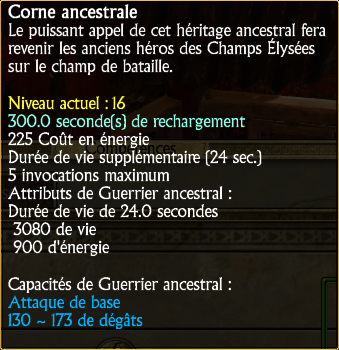 Corne ancestrale
Le puissant appel de cet héritage ancestral fera
revenir les anciens héros des Champs Élysées
sur le champ de bataille.
Niveau actuel : 16
300.0 seconde(s) de rechargement
225 Coût en énergie
Durée de vie supplémentaire (24 sec.)
5 invocations maximum
Attributs de Guerrier ancestral :
Durée de vie de 24.0 secondes
3080 de vie
900 d'énergie
Capacités de Guerrier ancestral :
Attaque de base
130 ~ 173 de dégâts